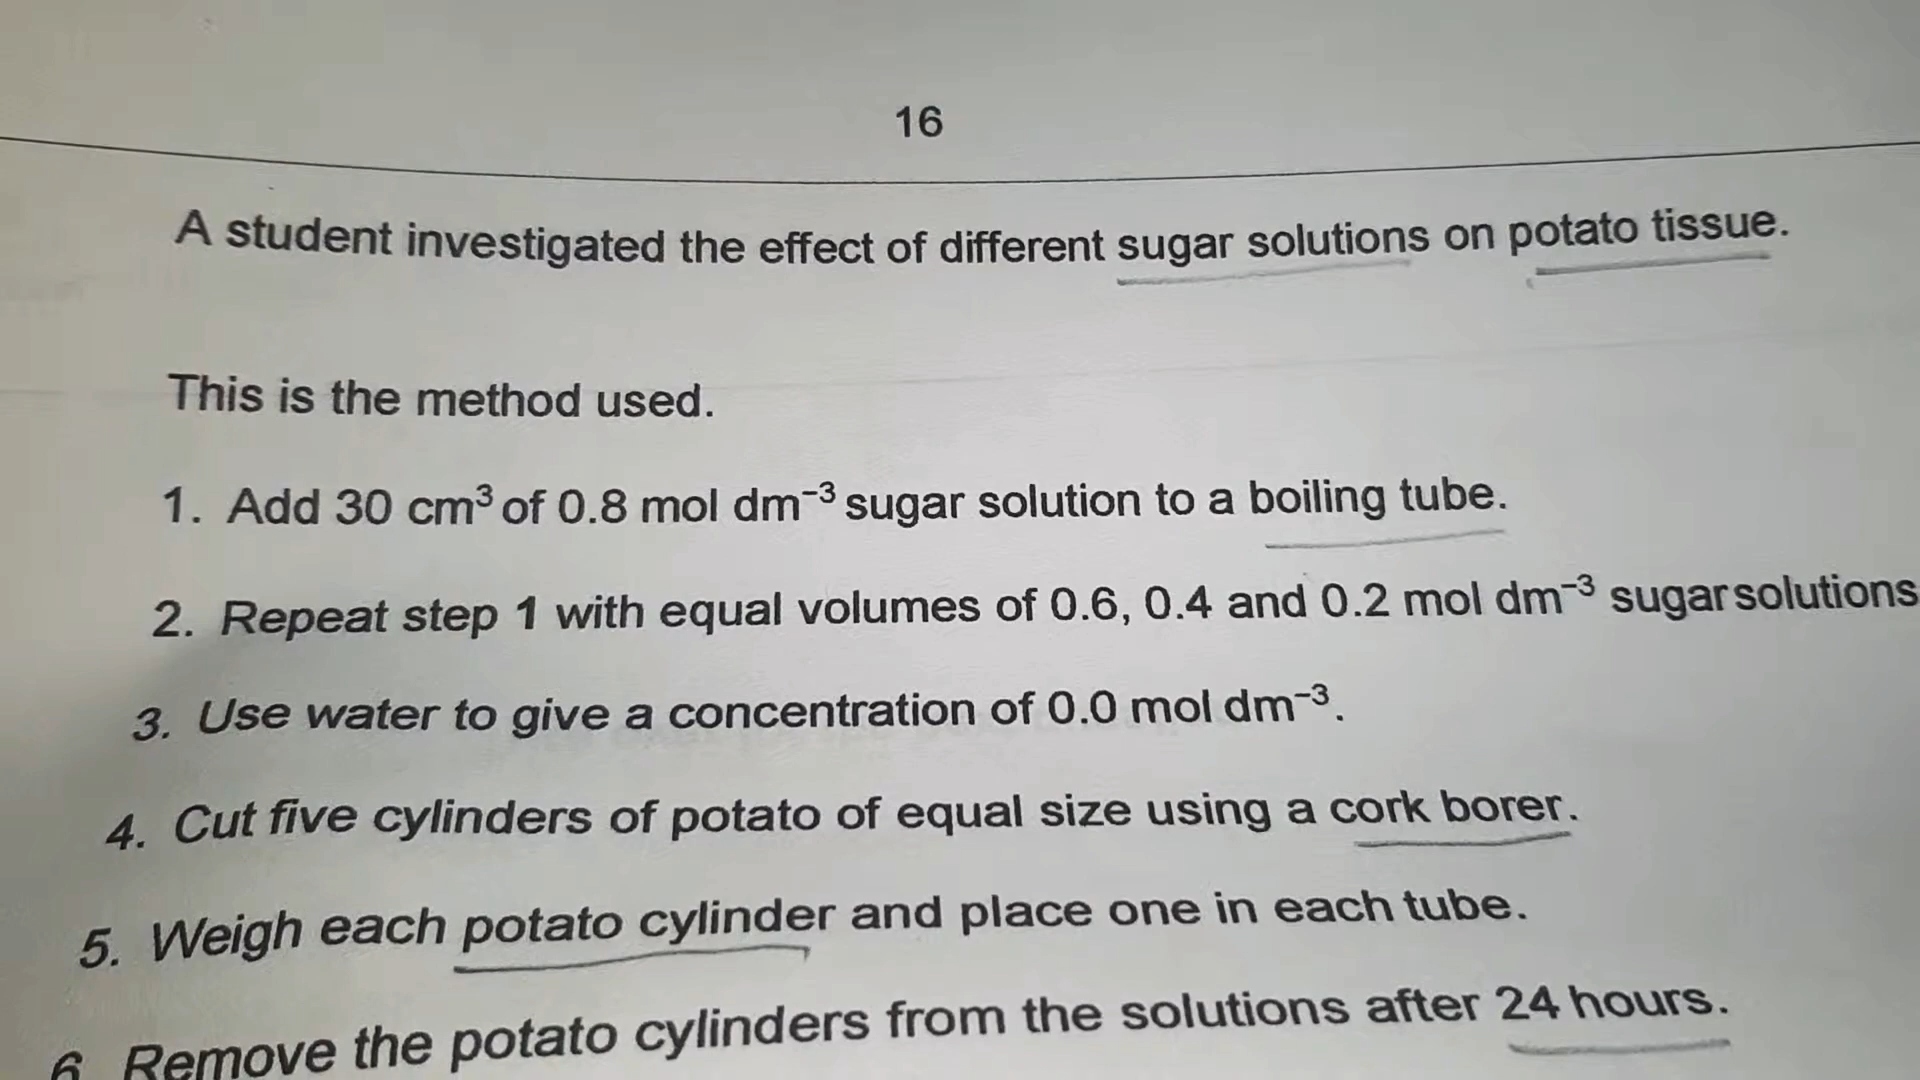 16
A student investigated the effect of different sugar solutions on potato tissue.
This is the method used.
1. Add 30 cm³ of 0.8 mol dm⁻³ sugar solution to a boiling tube.
2. Repeat step 1 with equal volumes of 0.6, 0.4 and 0.2 mol dm⁻³ sugar solutions
3. Use water to give a concentration of 0.0 mol dm⁻³.
4. Cut five cylinders of potato of equal size using a cork borer.
5. Weigh each potato cylinder and place one in each tube.
6 Remove the potato cylinders from the solutions after 24 hours.